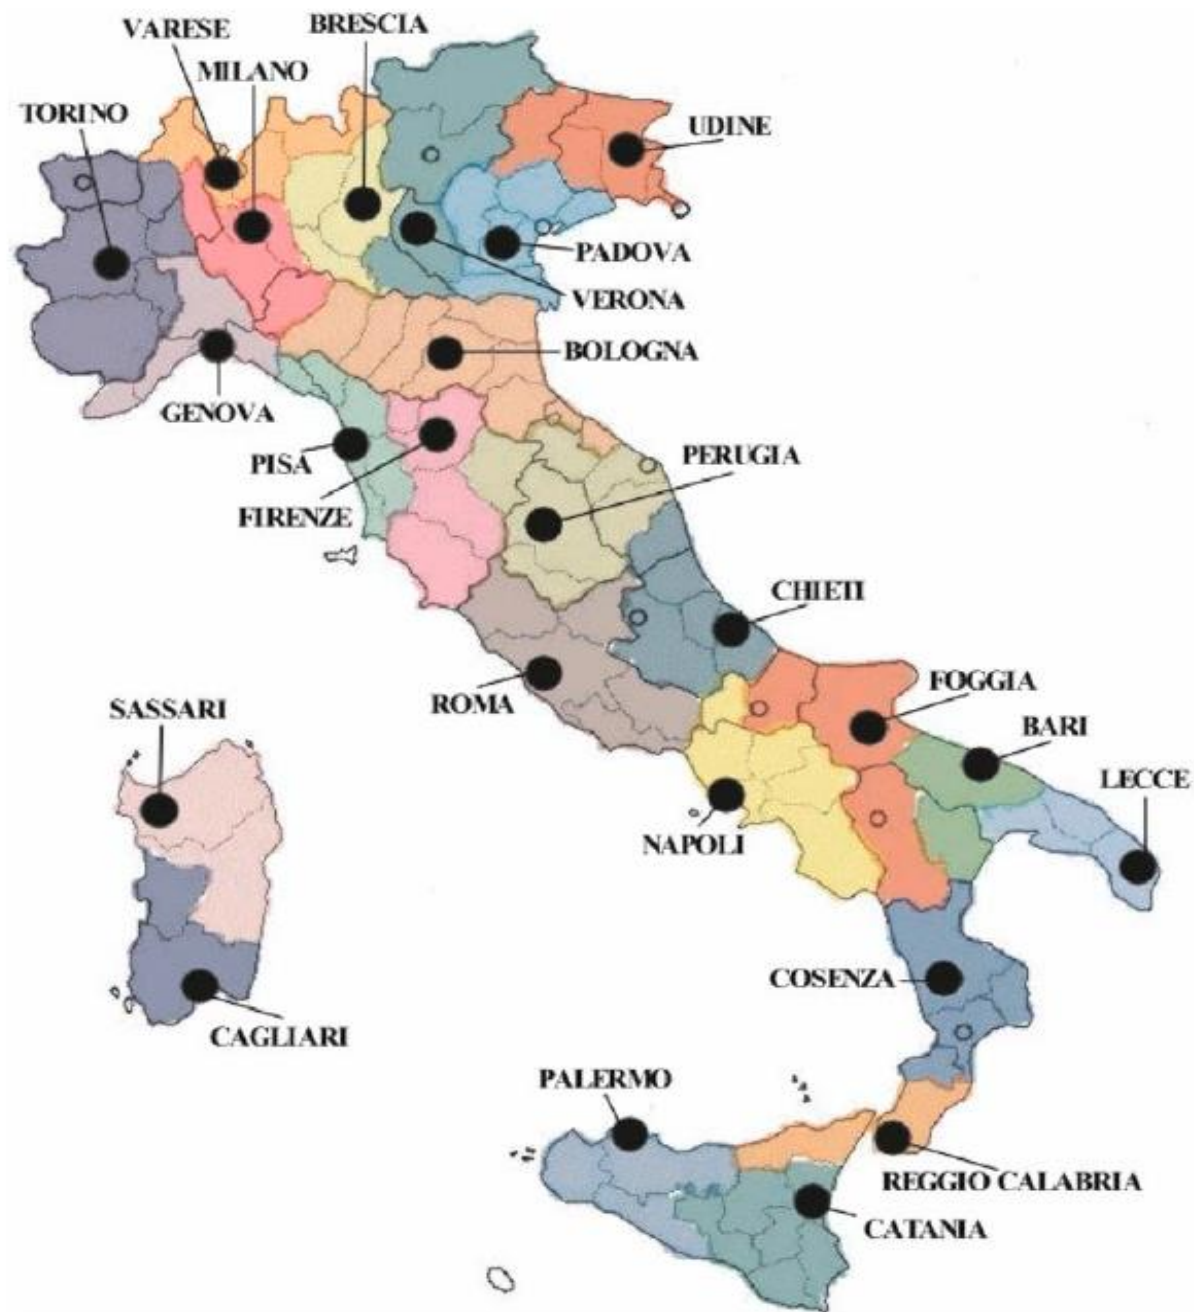 VARESE
BRESCIA
MILANO
TORINO
UDINE
PADOVA
VERONA
BOLOGNA
GENOVA
PISA
PERUGIA
FIRENZE
CHIETI
ROMA
FOGGIA
SASSARI
BARI
LECCE
NAPOLI
COSENZA
CAGLIARI
PALERMO
REGGIO CALABRIA
CATANIA